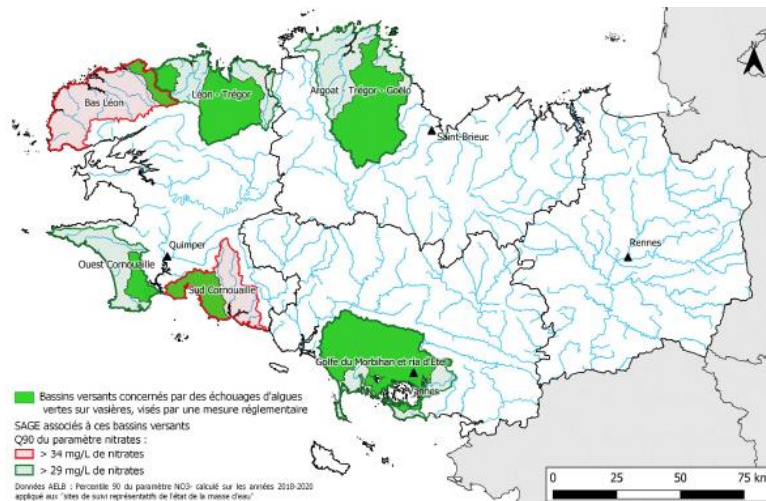 N
Bas Léon
Léon - Trégor
Argoat - Trégor - Goëlo
Saint-Brieuc
Quimper
Rennes
Ouest Cornouaille
Sud Cornouaille
Golfe du Morbihan et ria d'Étel
Vannes
Bassins versants concernés par des échouages d'algues
vertes sur vasières, visés par une mesure réglementaire
SAGE associé à ces bassins versants
Q90 du paramètre nitrates :
> 34 mg/L de nitrates
> 29 mg/L de nitrates
Données AELB : Percentile 90 du paramètre NO3- calculé sur les années 2018-2020
appliqué aux "sites de suivi représentatifs de l'état de la masse d'eau"
0 25 50 75 km